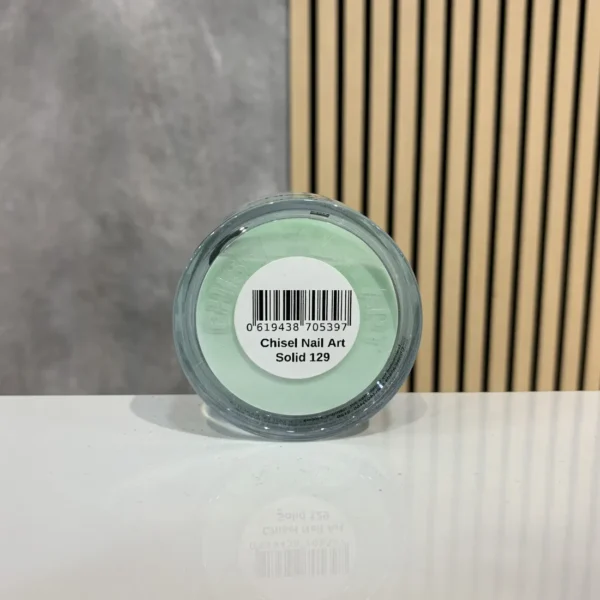 0 619438 705397
Chisel Nail Art
Solid 129